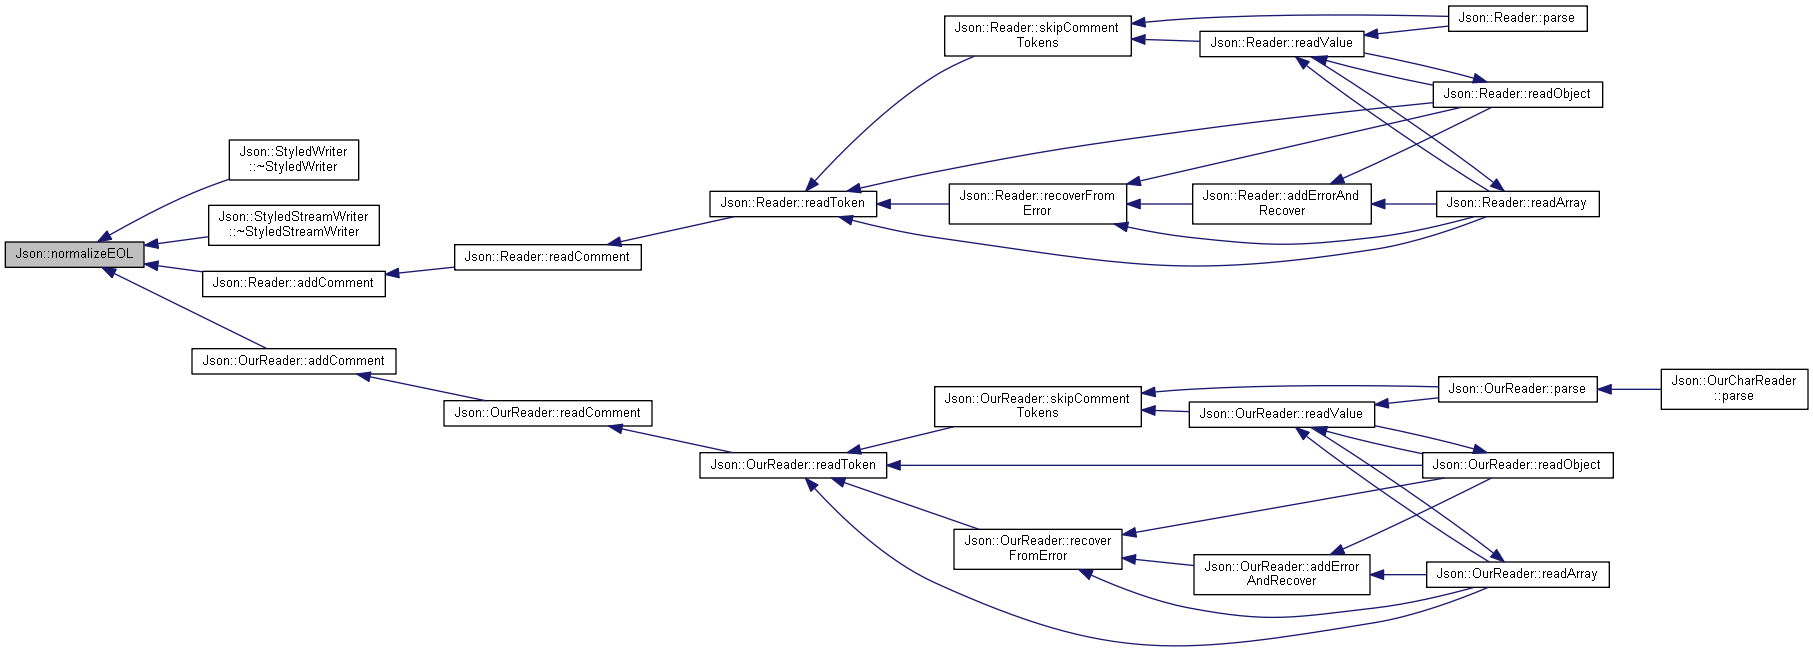 Json::Reader::skipComment
Tokens
Json::Reader::parse
Json::Reader::readValue
Json::Reader::readObject
Json::StyledWriter
::~StyledWriter
Json::Reader::readToken
Json::Reader::recoverFrom
Error
Json::Reader::addErrorAnd
Recover
Json::Reader::readArray
Json::StyledStreamWriter
::~StyledStreamWriter
Json::normalizeEOL
Json::Reader::readComment
Json::Reader::addComment
Json::OurReader::addComment
Json::OurReader::readComment
Json::OurReader::skipComment
Tokens
Json::OurReader::parse
Json::OurCharReader
::parse
Json::OurReader::readValue
Json::OurReader::readToken
Json::OurReader::readObject
Json::OurReader::recover
FromError
Json::OurReader::addError
AndRecover
Json::OurReader::readArray